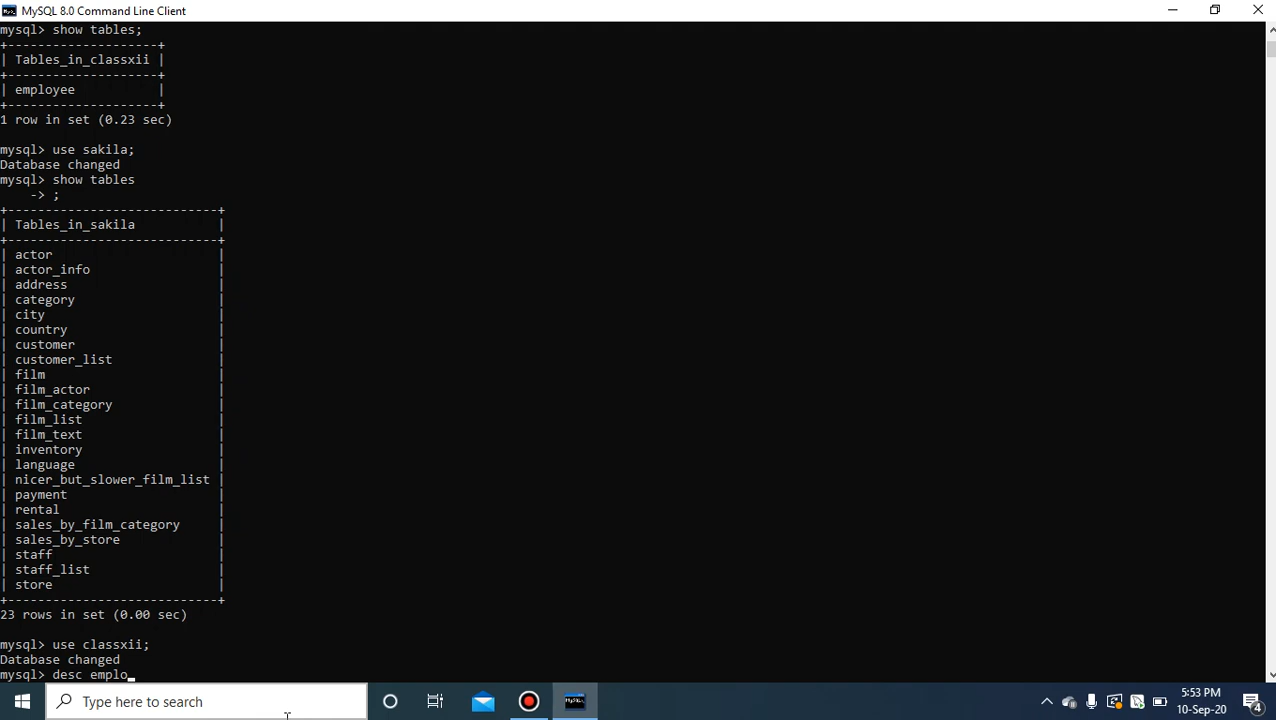 MySQL 8.0 Command Line Client
mysql> show tables;
+--------------------+
| Tables_in_classxii |
+--------------------+
| employee           |
+--------------------+
1 row in set (0.23 sec)
mysql> use sakila;
Database changed
mysql> show tables
    -> ;
+----------------------------+
| Tables_in_sakila           |
+----------------------------+
| actor                      |
| actor_info                 |
| address                    |
| category                   |
| city                       |
| country                    |
| customer                   |
| customer_list              |
| film                       |
| film_actor                 |
| film_category              |
| film_list                  |
| film_text                  |
| inventory                  |
| language                   |
| nicer_but_slower_film_list |
| payment                    |
| rental                     |
| sales_by_film_category     |
| sales_by_store             |
| staff                      |
| staff_list                 |
| store                      |
+----------------------------+
23 rows in set (0.00 sec)
mysql> use classxii;
Database changed
mysql> desc emplo_
Type here to search
MySQL
5:53 PM
10-Sep-20
4